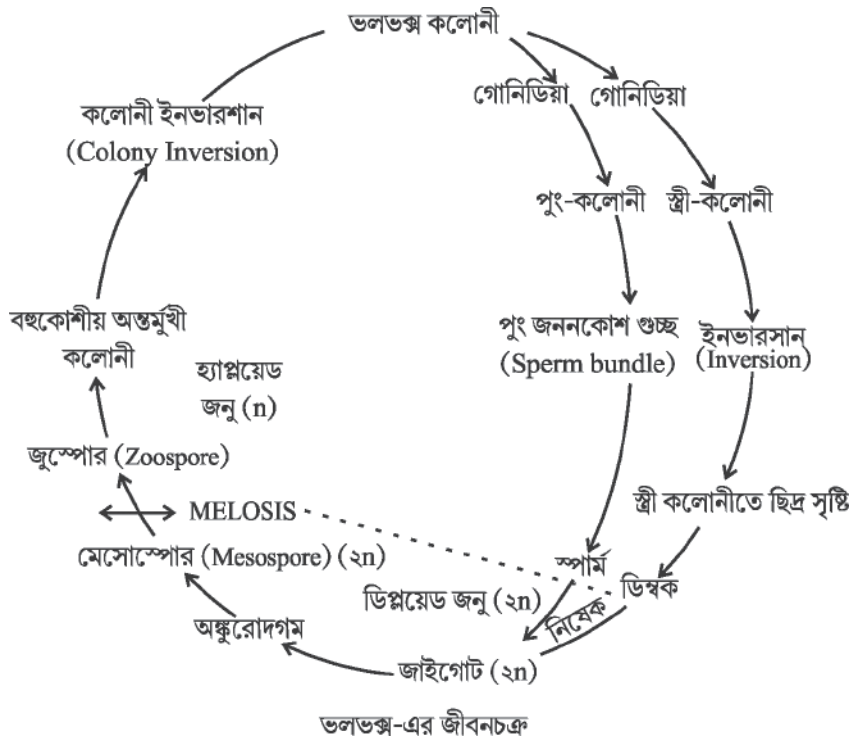 ভলভক্স কলোনী
গোনিডিয়া গোনিডিয়া
কলোনী ইনভারশান
(Colony Inversion)
পুং-কলোনী স্ত্রী-কলোনী
বহুকোশীয় অন্তর্মুখী
কলোনী
পুং জননকোশ গুচ্ছ
(Sperm bundle)
ইনভারসান
(Inversion)
হ্যাপ্লয়েড
জনু (n)
জুস্পোর (Zoospore)
স্ত্রী কলোনীতে ছিদ্র সৃষ্টি
MELOSIS
মেসোস্পোর (Mesospore) (২n)
স্পার্ম
ডিম্বক
ডিপ্লয়েড জনু (২n)
নিষেক
অঙ্কুরোদগম
জাইগোট (২n)
ভলভক্স-এর জীবনচক্র